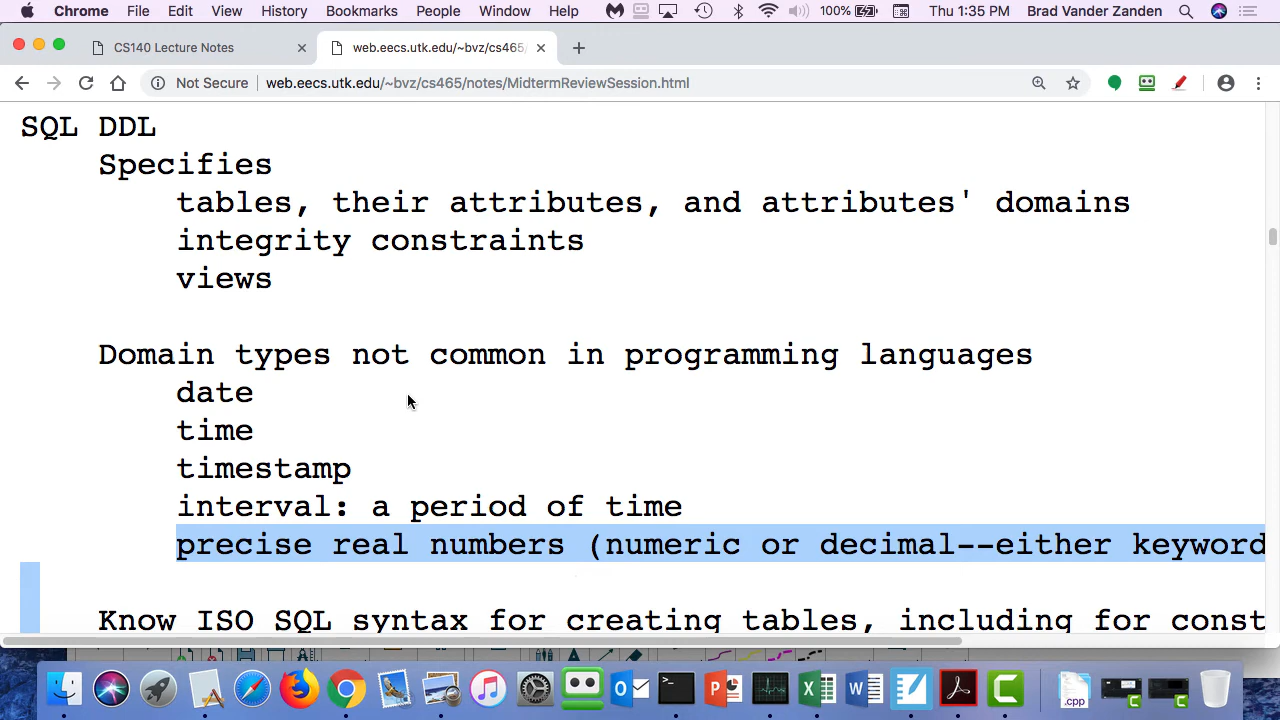 Chrome File Edit View History Bookmarks People Window Help 100% Thu 1:35 PM Brad Vander Zanden
CS140 Lecture Notes web.eecs.utk.edu/~bvz/cs465/
Not Secure web.eecs.utk.edu/~bvz/cs465/notes/MidtermReviewSession.html
SQL DDL
Specifies
tables, their attributes, and attributes' domains
integrity constraints
views
Domain types not common in programming languages
date
time
timestamp
interval: a period of time
precise real numbers (numeric or decimal--either keyword
Know ISO SQL syntax for creating tables, including for const
.cpp